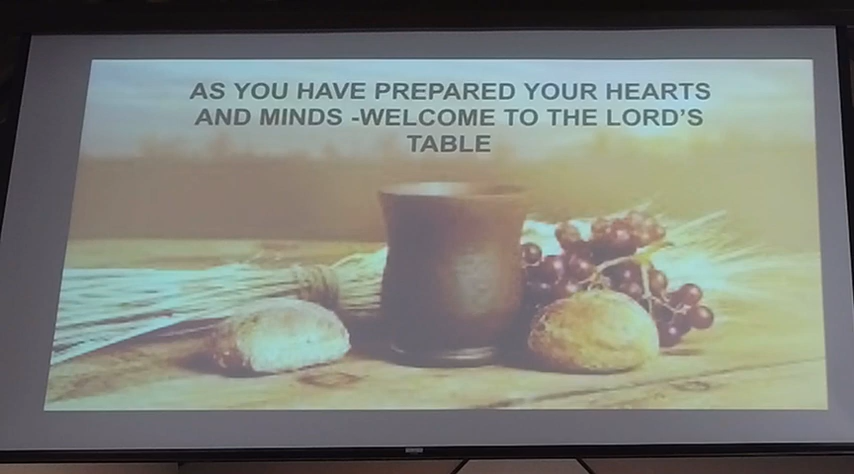 AS YOU HAVE PREPARED YOUR HEARTS
AND MINDS -WELCOME TO THE LORD'S
TABLE